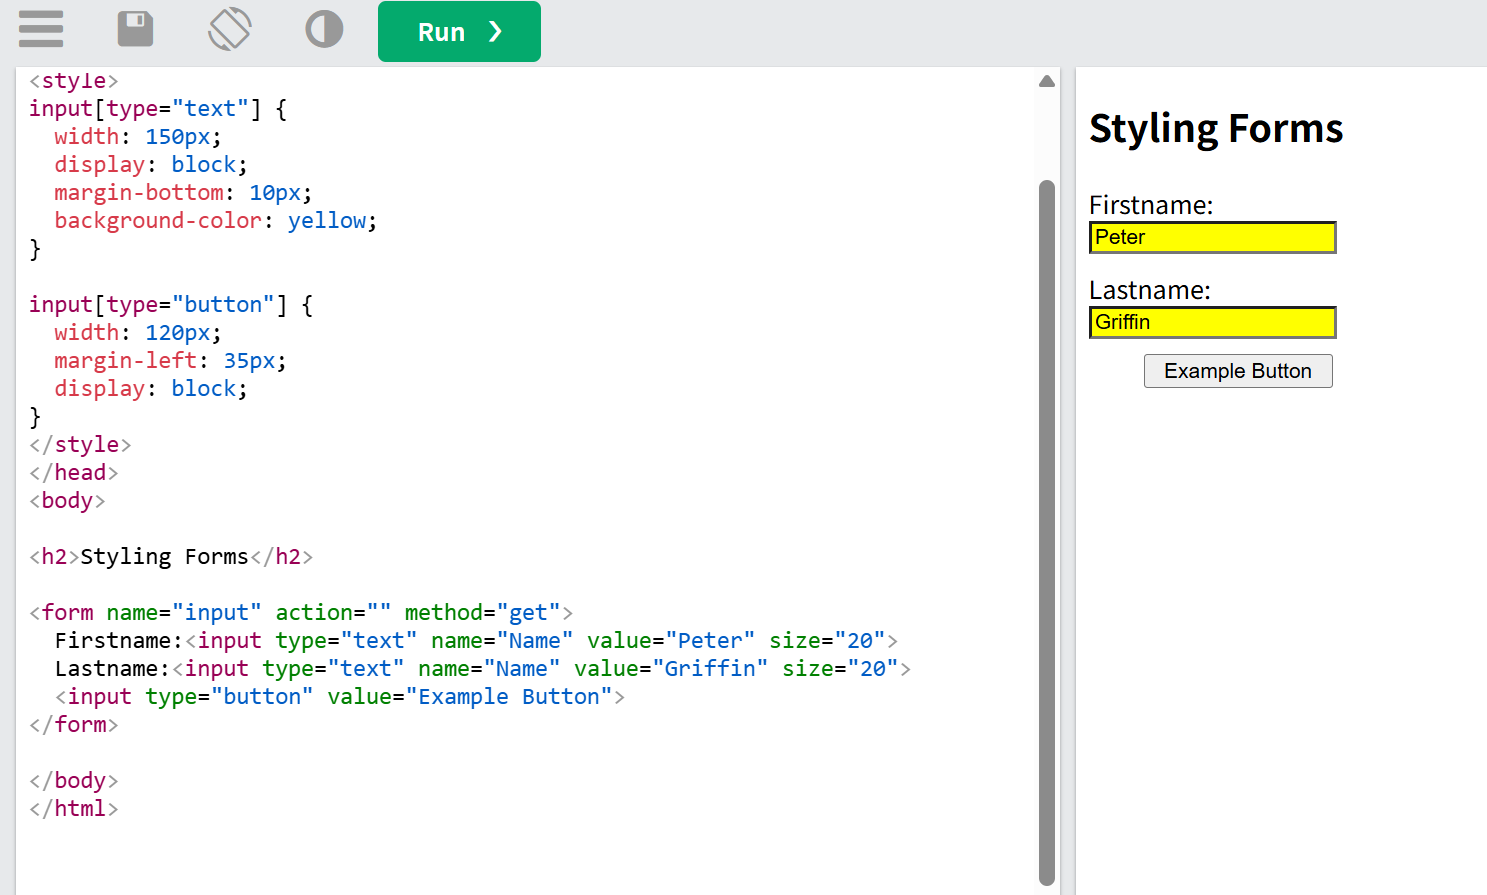 Run ❯
<style>
input[type="text"] {
  width: 150px;
  display: block;
  margin-bottom: 10px;
  background-color: yellow;
}
input[type="button"] {
  width: 120px;
  margin-left: 35px;
  display: block;
}
</style>
</head>
<body>
<h2>Styling Forms</h2>
<form name="input" action="" method="get">
  Firstname:<input type="text" name="Name" value="Peter" size="20">
  Lastname:<input type="text" name="Name" value="Griffin" size="20">
  <input type="button" value="Example Button">
</form>
</body>
</html>
Styling Forms
Firstname:
Peter
Lastname:
Griffin
Example Button